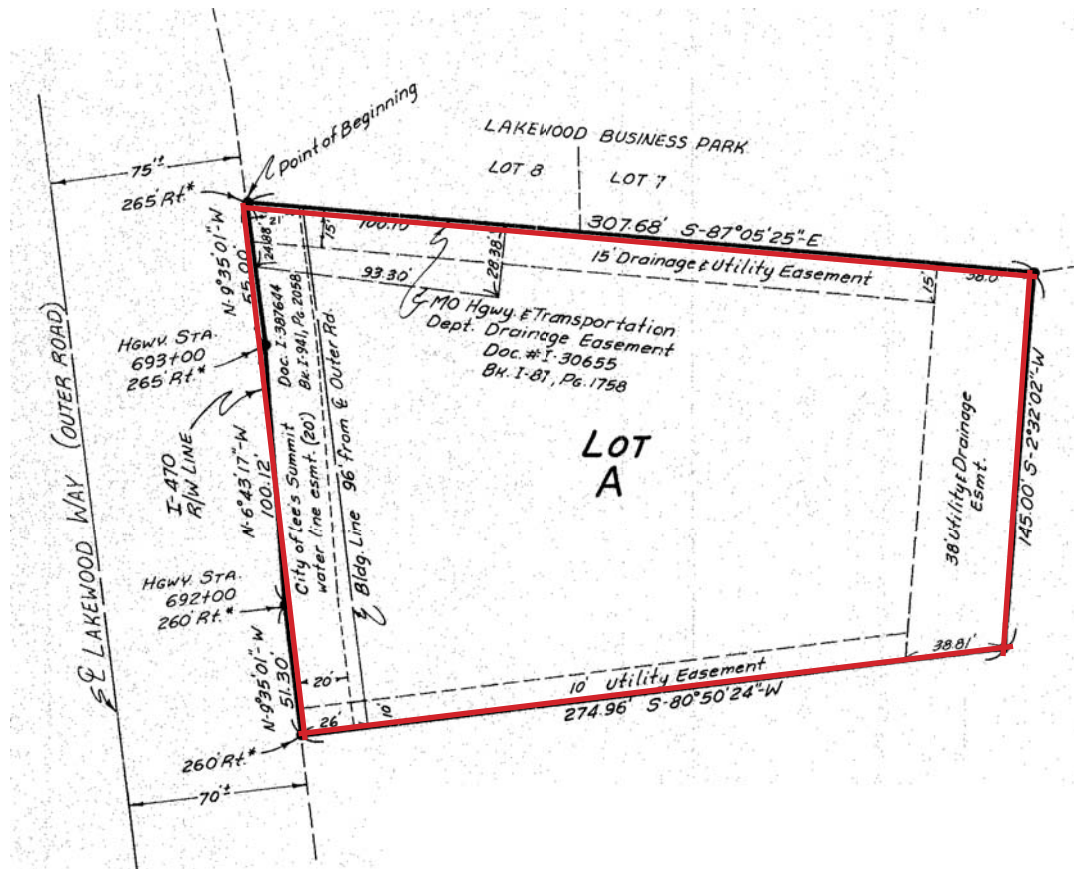 Point of Beginning
LAKEWOOD BUSINESS PARK
LOT 8
LOT 7
75'±
265' Rt.*
307.68' S-87°05'25"-E
21'
15'
100.10'
24.88'
28.38'
93.30'
15' Drainage & Utility Easement
38.0
15'
N-9°35'01"-W
55.00'
Doc. I-387644
Bk. I-941, Pg. 2058
MO Hgwy. & Transportation
Dept. Drainage Easement
Doc. # I-30655
Bk. I-81, Pg. 1758
HGWY. STA.
693+00
265' Rt.*
I-470
R/W LINE
N-6°43'17"-W
100.12'
City of Lee's Summit
water line esmt. (20')
Bldg. Line 96' from ℄ Outer Rd.
LOT
A
38' Utility & Drainage
Esmt.
145.00' S-2°32'02"-W
℄ LAKEWOOD WAY (OUTER ROAD)
HGWY. STA.
692+00
260' Rt.*
N-9°35'01"-W
51.30'
20'
26'
10'
10' Utility Easement
38.81'
274.96' S-80°50'24"-W
260' Rt.*
70'±